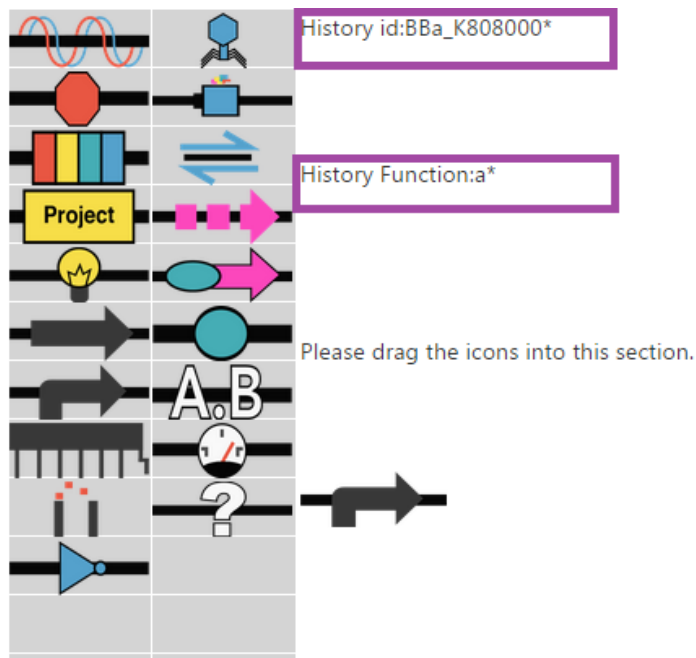 History id:BBa_K808000*
History Function:a*
Project
Please drag the icons into this section.
A.B
?